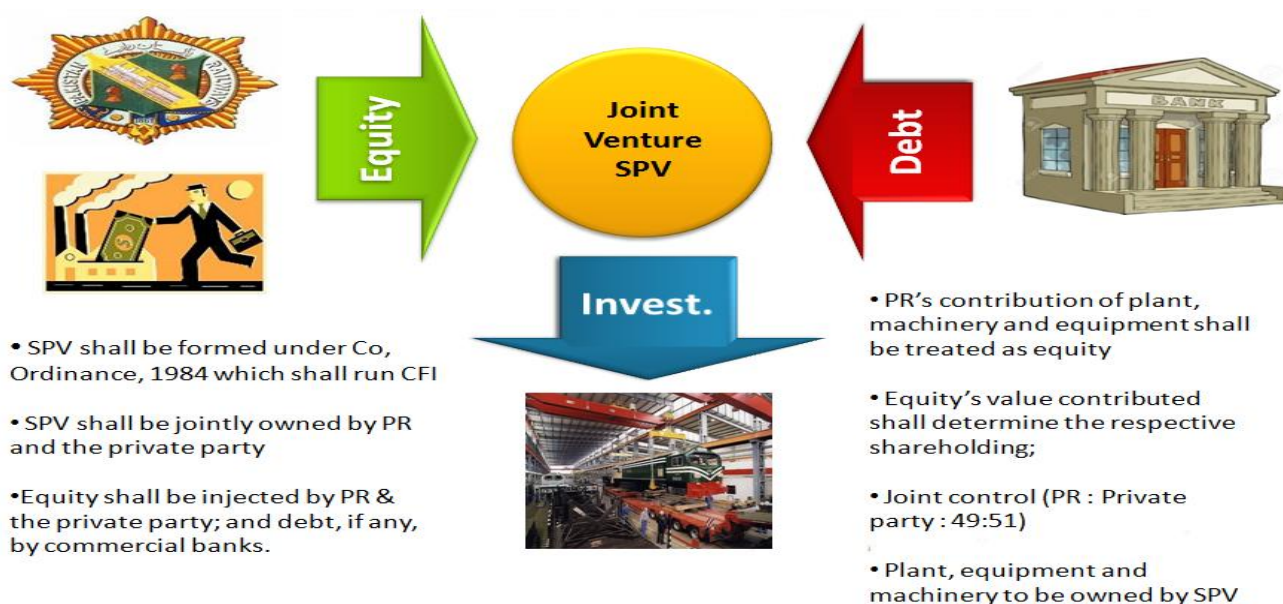 PAKISTAN RAILWAYS
Equity
Joint
Venture
SPV
Debt
BANK
Invest.
• SPV shall be formed under Co,
Ordinance, 1984 which shall run CFI
• SPV shall be jointly owned by PR
and the private party
•Equity shall be injected by PR &
the private party; and debt, if any,
by commercial banks.
• PR’s contribution of plant,
machinery and equipment shall
be treated as equity
• Equity’s value contributed
shall determine the respective
shareholding;
• Joint control (PR : Private
party : 49:51)
• Plant, equipment and
machinery to be owned by SPV